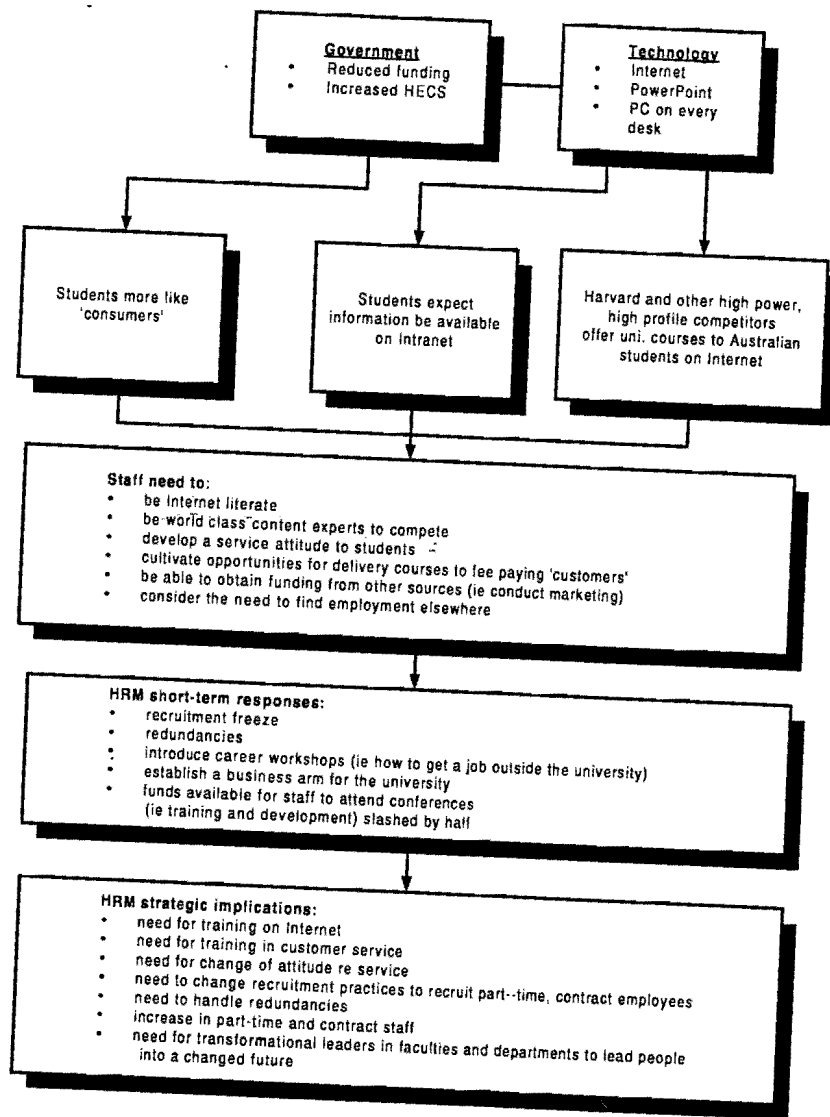 Government
• Reduced funding
• Increased HECS
Technology
• Internet
• PowerPoint
• PC on every
desk
Students more like
'consumers'
Students expect
information be available
on Intranet
Harvard and other high power,
high profile competitors
offer uni. courses to Australian
students on Internet
Staff need to:
• be Internet literate
• be world class content experts to compete
• develop a service attitude to students
• cultivate opportunities for delivery courses to fee paying 'customers'
• be able to obtain funding from other sources (ie conduct marketing)
• consider the need to find employment elsewhere
HRM short-term responses:
• recruitment freeze
• redundancies
• introduce career workshops (ie how to get a job outside the university)
• establish a business arm for the university
• funds available for staff to attend conferences
(ie training and development) slashed by half
HRM strategic implications:
• need for training on Internet
• need for training in customer service
• need for change of attitude re service
• need to change recruitment practices to recruit part--time, contract employees
• need to handle redundancies
• increase in part-time and contract staff
• need for transformational leaders in faculties and departments to lead people
into a changed future